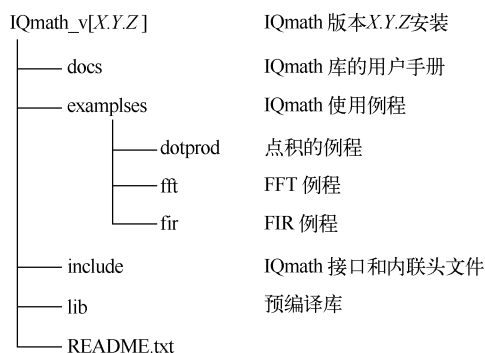 IQmath_v[X.Y.Z ] IQmath 版本X.Y.Z安装
docs IQmath 库的用户手册
examplses IQmath 使用例程
dotprod 点积的例程
fft FFT 例程
fir FIR 例程
include IQmath 接口和内联头文件
lib 预编译库
README.txt